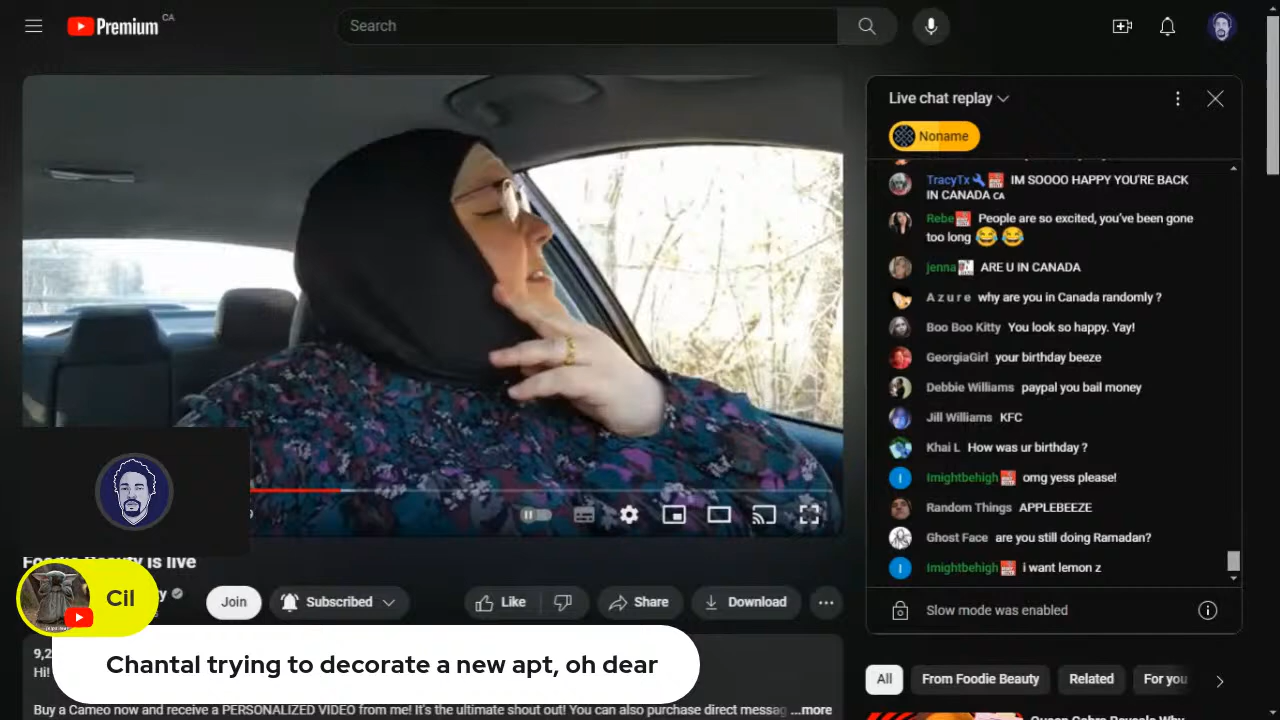 Premium CA
Search
Live chat replay
Noname
TracyTx IM SOOOO HAPPY YOU'RE BACK
IN CANADA CA
Rebe People are so excited, you've been gone
too long
jenna ARE U IN CANADA
A z u r e why are you in Canada randomly ?
Boo Boo Kitty You look so happy. Yay!
GeorgiaGirl your birthday beeze
Debbie Williams paypal you bail money
Jill Williams KFC
Khai L How was ur birthday ?
I Imightbehigh omg yess please!
Random Things APPLEBEEZE
Ghost Face are you still doing Ramadan?
I Imightbehigh i want lemon z
Slow mode was enabled
Foodie Beauty is live
Cil
Join
Subscribed
Like
Share
Download
Chantal trying to decorate a new apt, oh dear
9,2
Hi!
Buy a Cameo now and receive a PERSONALIZED VIDEO from me! It's the ultimate shout out! You can also purchase direct messag ...more
All
From Foodie Beauty
Related
For you